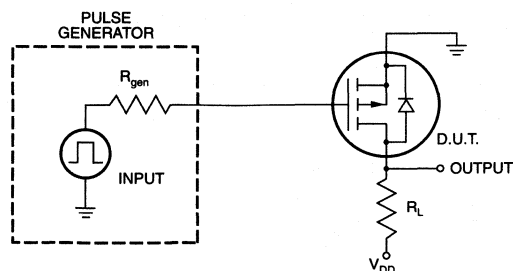 PULSE
GENERATOR
Rgen
INPUT
D.U.T.
OUTPUT
RL
VDD